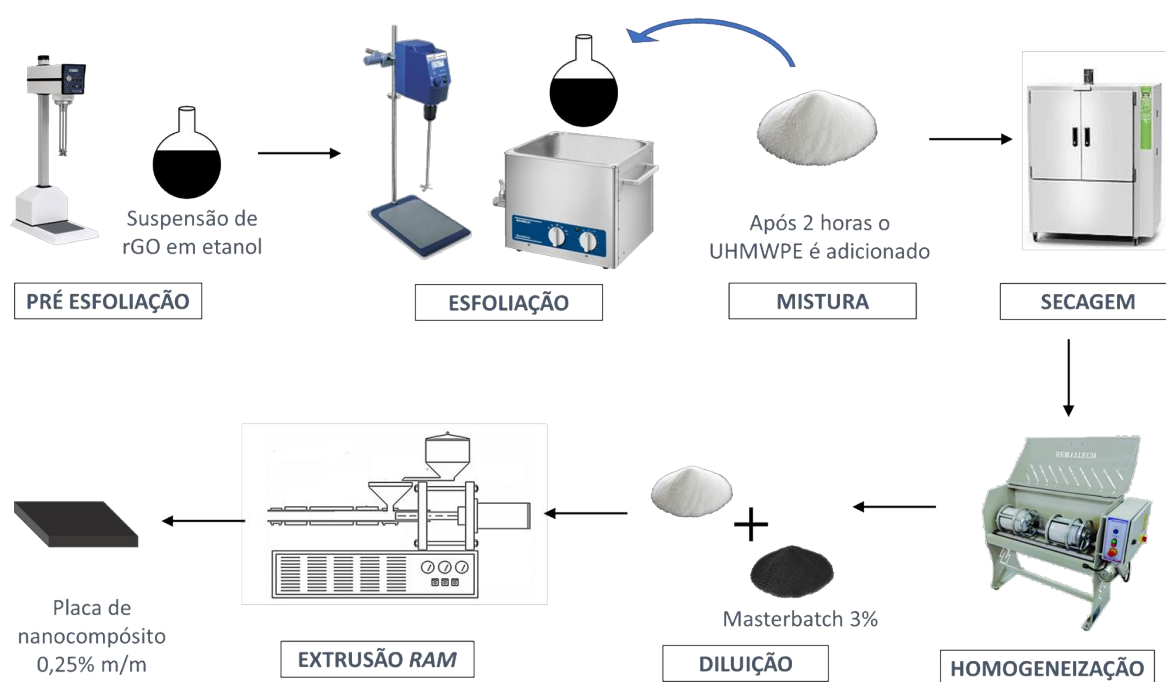 Suspensão de
rGO em etanol
PRÉ ESFOLIAÇÃO
ESFOLIAÇÃO
Após 2 horas o
UHMWPE é adicionado
MISTURA
SECAGEM
Placa de
nanocompósito
0,25% m/m
EXTRUSÃO RAM
Masterbatch 3%
DILUIÇÃO
HOMOGENEIZAÇÃO